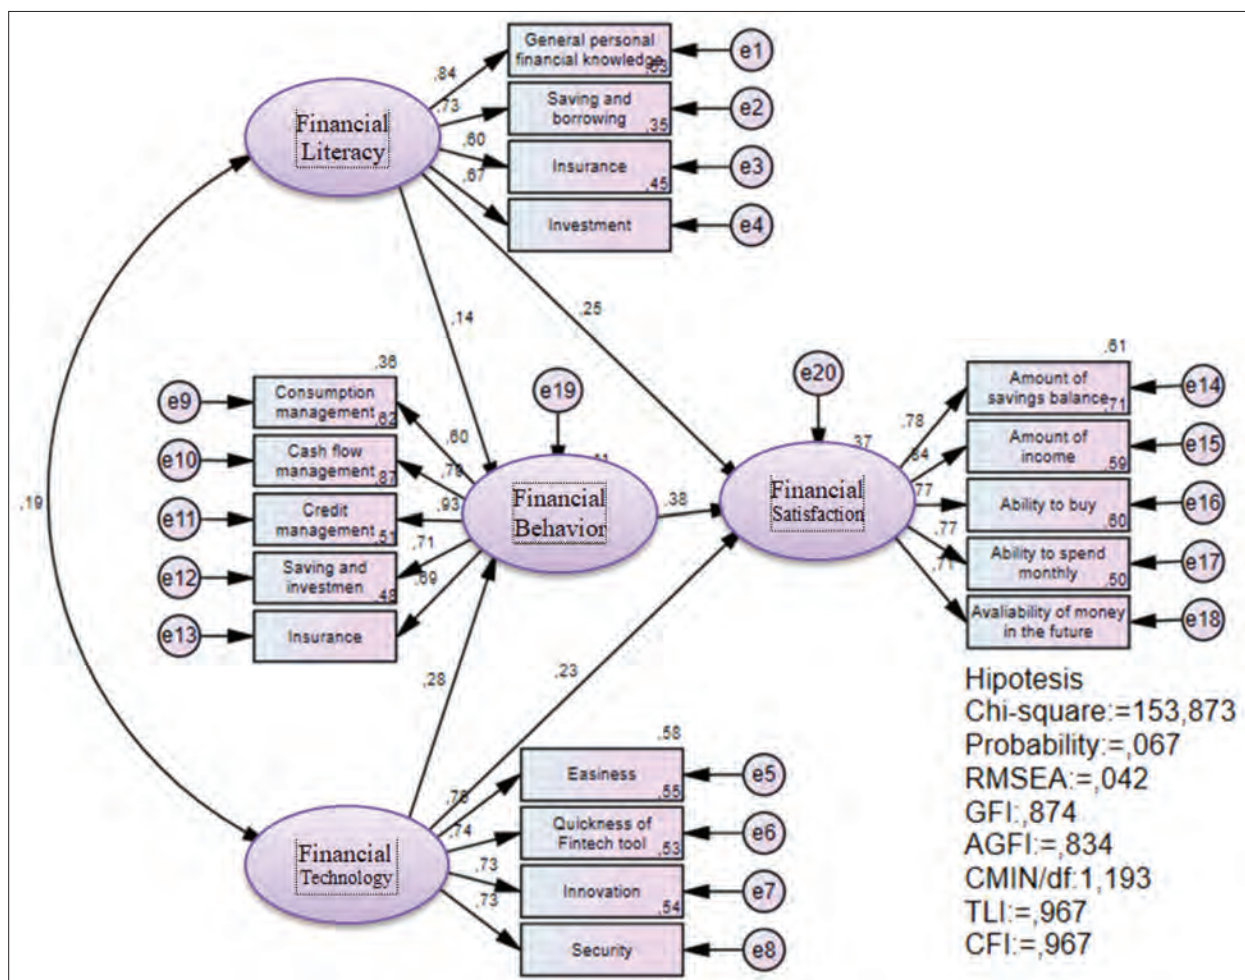 General personal
financial knowledge
e1
,84
Saving and
borrowing
,35
e2
,73
Financial
Literacy
Insurance
,45
e3
,60
,67
Investment
e4
,25
,14
,19
,36
Consumption
management
,62
e9
,60
Cash flow
management
,87
e10
Credit
management
,51
e11
,93
Saving and
investmen
,48
e12
,71
Insurance
e13
,69
e19
Financial
Behavior
,38
e20
,37
Financial
Satisfaction
,61
Amount of
savings balance
,71
e14
,78
Amount of
income
,59
e15
Ability to buy
,60
e16
Ability to spend
monthly
,50
e17
,77
Avaliability of money
in the future
e18
,28
,23
,58
Easiness
,55
e5
Quickness of
Fintech tool
,53
e6
,74
Financial
Technology
Innovation
,54
e7
,73
Security
e8
,73
Hipotesis
Chi-square:=153,873
Probability:=,067
RMSEA:=,042
GFI:,874
AGFI:=,834
CMIN/df:1,193
TLI:=,967
CFI:=,967